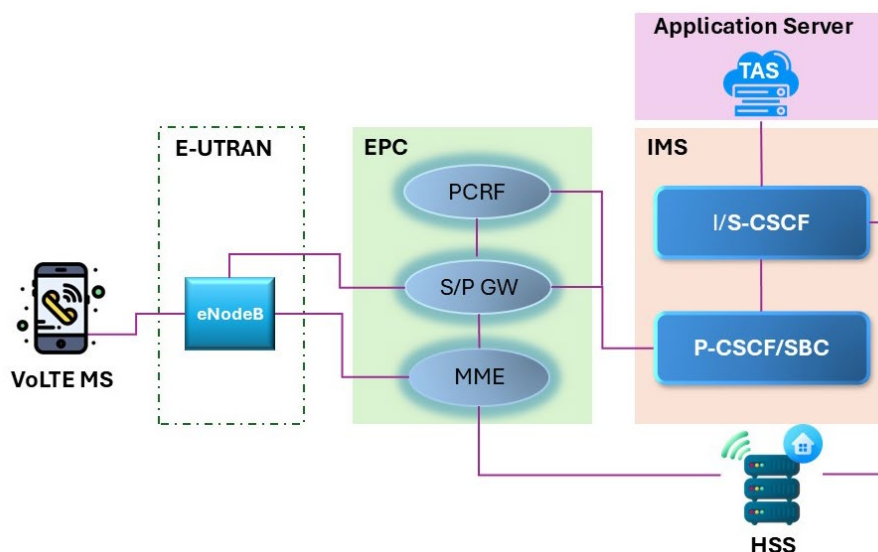 Application Server
TAS
E-UTRAN
EPC
IMS
PCRF
I/S-CSCF
S/P GW
eNodeB
P-CSCF/SBC
MME
VoLTE MS
HSS